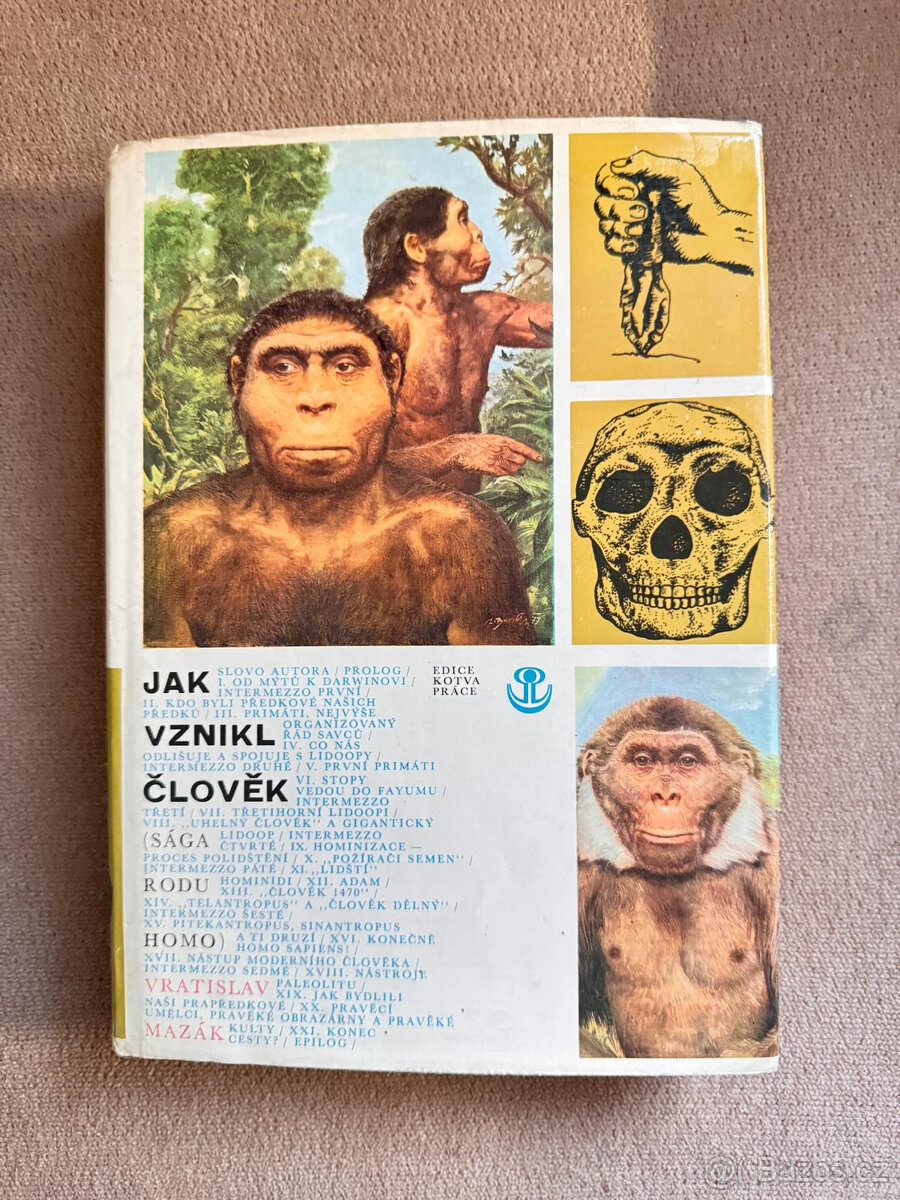 JAK
SLOVO AUTORA / PROLOG /
I. OD MÝTŮ K DARWINOVI /
INTERMEZZO PRVNÍ /
II. KDO BYLI PŘEDKOVÉ NAŠICH
PŘEDKŮ / III. PRIMÁTI, NEJVÝŠE
VZNIKL
ORGANIZOVANÝ
ŘÁD SAVCŮ /
IV. CO NÁS
ODLIŠUJE A SPOJUJE S LIDOOPY /
INTERMEZZO DRUHÉ / V. PRVNÍ PRIMÁTI
ČLOVĚK
VI. STOPY
VEDOU DO FAYUMU /
INTERMEZZO
TŘETÍ / VII. TŘETIHORNÍ LIDOOPI /
VIII. „UHELNÝ ČLOVĚK" A GIGANTICKÝ
(SÁGA
LIDOOP / INTERMEZZO
ČTVRTÉ / IX. HOMINIZACE —
PROCES POLIDŠTĚNÍ / X. „POŽÍRAČI SEMEN" /
INTERMEZZO PÁTÉ / XI. „LIDŠTÍ"
RODU
HOMINIDI / XII. ADAM /
XIII. „ČLOVĚK 1470" /
XIV. „TELANTROPUS" A „ČLOVĚK DĚLNÝ" /
INTERMEZZO ŠESTÉ /
XV. PITEKANTROPUS, SINANTROPUS
HOMO)
A TI DRUZÍ / XVI. KONEČNĚ
HOMO SAPIENS! /
XVII. NÁSTUP MODERNÍHO ČLOVĚKA /
INTERMEZZO SEDMÉ / XVIII. NÁSTROJE
VRATISLAV
PALEOLITU /
XIX. JAK BYDLILI
NAŠI PRAPŘEDKOVÉ / XX. PRAVĚCÍ
UMĚLCI, PRAVĚKÉ OBRAZÁRNY A PRAVĚKÉ
MAZÁK
KULTY / XXI. KONEC
CESTY? / EPILOG /
EDICE
KOTVA
PRÁCE
Bazos.cz